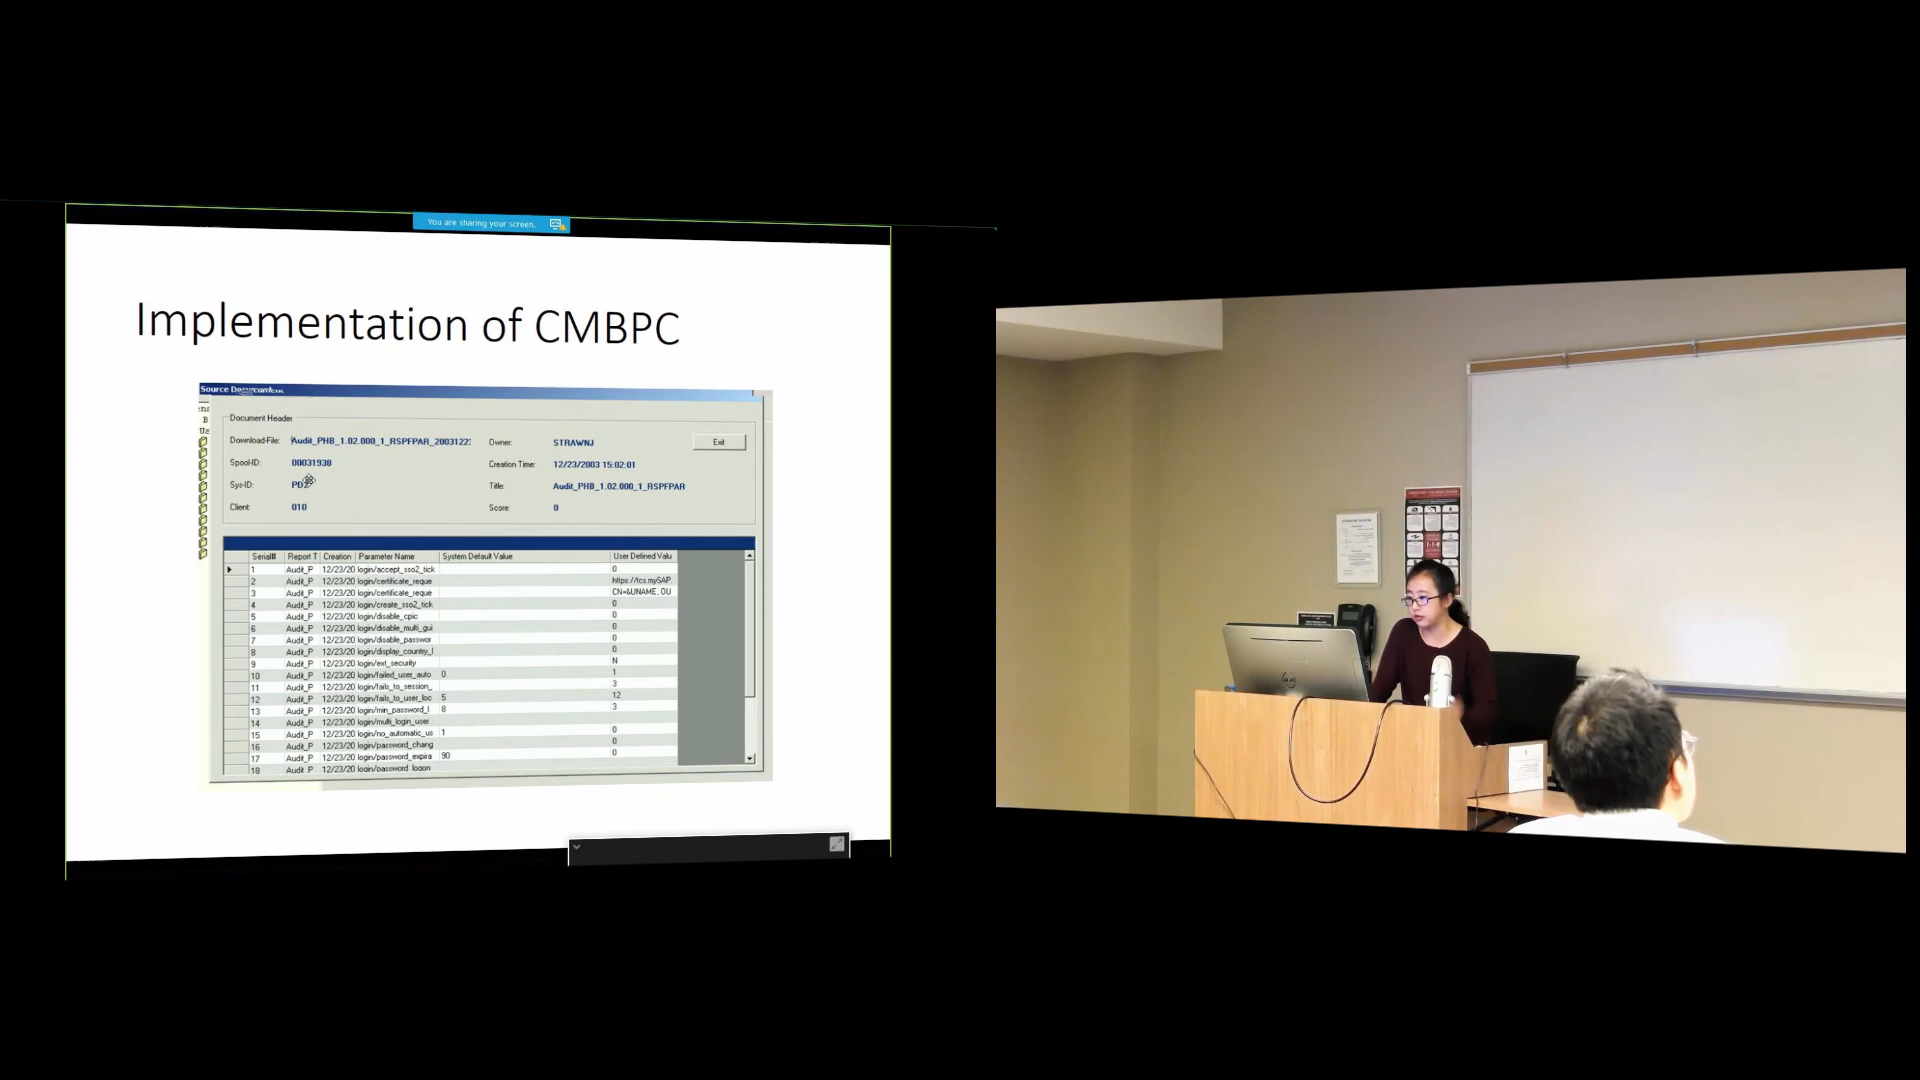 You are sharing your screen.
Implementation of CMBPC
Source
Document Header
Download-File: Audit_PHB_1.02.000_1_RSPFPAR_2003122 Owner: STRAWNJ Exit
Spool-ID: 00031938 Creation Time: 12/23/2003 15:02:01
Sys-ID: Title: Audit_PHB_1.02.000_1_RSPFPAR
Client: 010 Score: 0
Serial# Report T Creation Parameter Name System Default Value User Defined Valu
1 Audit_P 12/23/20 login/accept_sso2_tick 0
2 Audit_P 12/23/20 login/certificate_reque https://tcs.mySAP.
3 Audit_P 12/23/20 login/certificate_reque CN=&UNAME, OU
4 Audit_P 12/23/20 login/create_sso2_tick 0
5 Audit_P 12/23/20 login/disable_cpic 0
6 Audit_P 12/23/20 login/disable_multi_gui 0
7 Audit_P 12/23/20 login/disable_passwor 0
8 Audit_P 12/23/20 login/display_country_l 0
9 Audit_P 12/23/20 login/ext_security N
10 Audit_P 12/23/20 login/failed_user_auto 0 1
11 Audit_P 12/23/20 login/fails_to_session_ 3
12 Audit_P 12/23/20 login/fails_to_user_loc 5 12
13 Audit_P 12/23/20 login/min_password_l 8 3
14 Audit_P 12/23/20 login/multi_login_user
15 Audit_P 12/23/20 login/no_automatic_us 1 0
16 Audit_P 12/23/20 login/password_chang 0
17 Audit_P 12/23/20 login/password_expira 90 0
18 Audit_P 12/23/20 login/password_logon